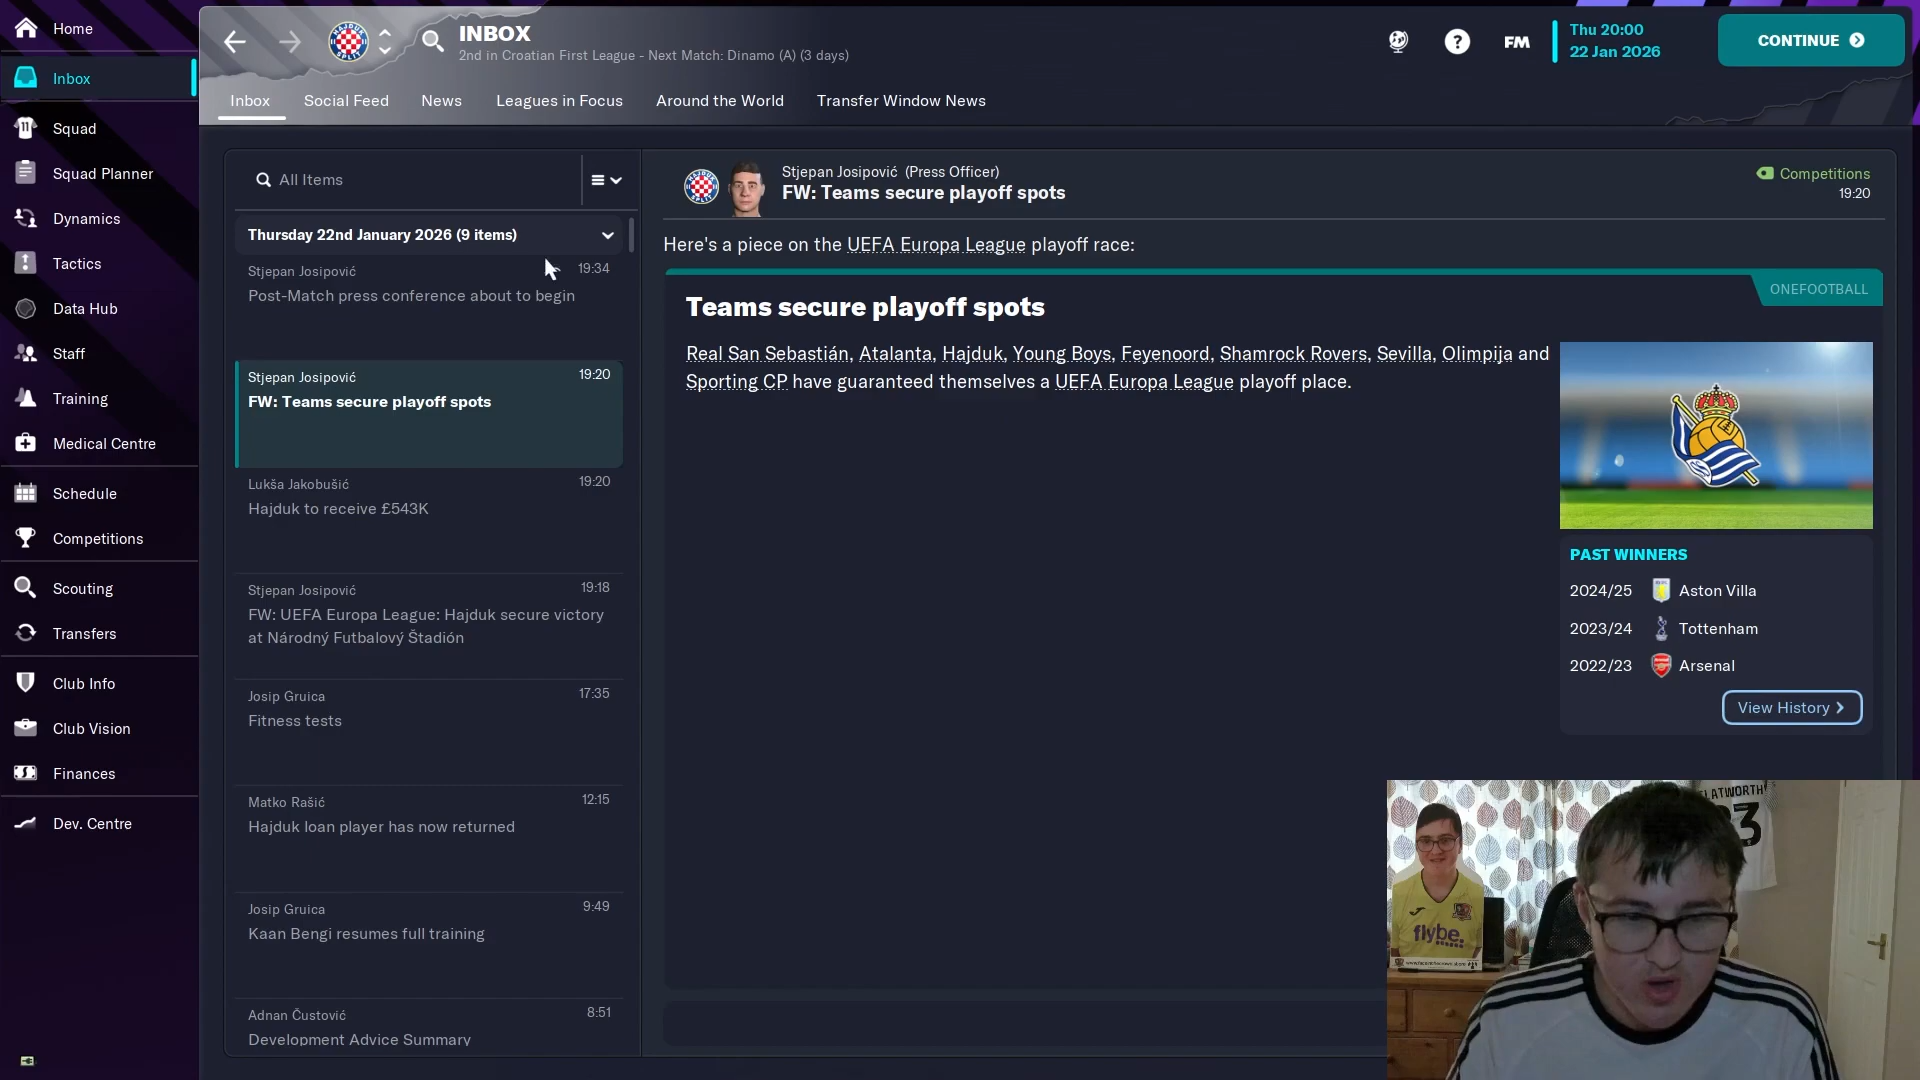 Home
Inbox
Squad
Squad Planner
Dynamics
Tactics
Data Hub
Staff
Training
Medical Centre
Schedule
Competitions
Scouting
Transfers
Club Info
Club Vision
Finances
Dev. Centre
INBOX
2nd in Croatian First League - Next Match: Dinamo (A) (3 days)
FM
Thu 20:00
22 Jan 2026
CONTINUE
Inbox Social Feed News Leagues in Focus Around the World Transfer Window News
All Items
Thursday 22nd January 2026 (9 items)
Stjepan Josipović 19:34
Post-Match press conference about to begin
Stjepan Josipović 19:20
FW: Teams secure playoff spots
Lukša Jakobušić 19:20
Hajduk to receive £543K
Stjepan Josipović 19:18
FW: UEFA Europa League: Hajduk secure victory
at Národný Futbalový Štadión
Josip Gruica 17:35
Fitness tests
Matko Rašić 12:15
Hajduk loan player has now returned
Josip Gruica 9:49
Kaan Bengi resumes full training
Adnan Čustović 8:51
Development Advice Summary
Stjepan Josipović (Press Officer)
FW: Teams secure playoff spots
Competitions
19:20
Here's a piece on the UEFA Europa League playoff race:
ONEFOOTBALL
Teams secure playoff spots
Real San Sebastián, Atalanta, Hajduk, Young Boys, Feyenoord, Shamrock Rovers, Sevilla, Olimpija and
Sporting CP have guaranteed themselves a UEFA Europa League playoff place.
PAST WINNERS
2024/25 Aston Villa
2023/24 Tottenham
2022/23 Arsenal
View History
flybe.